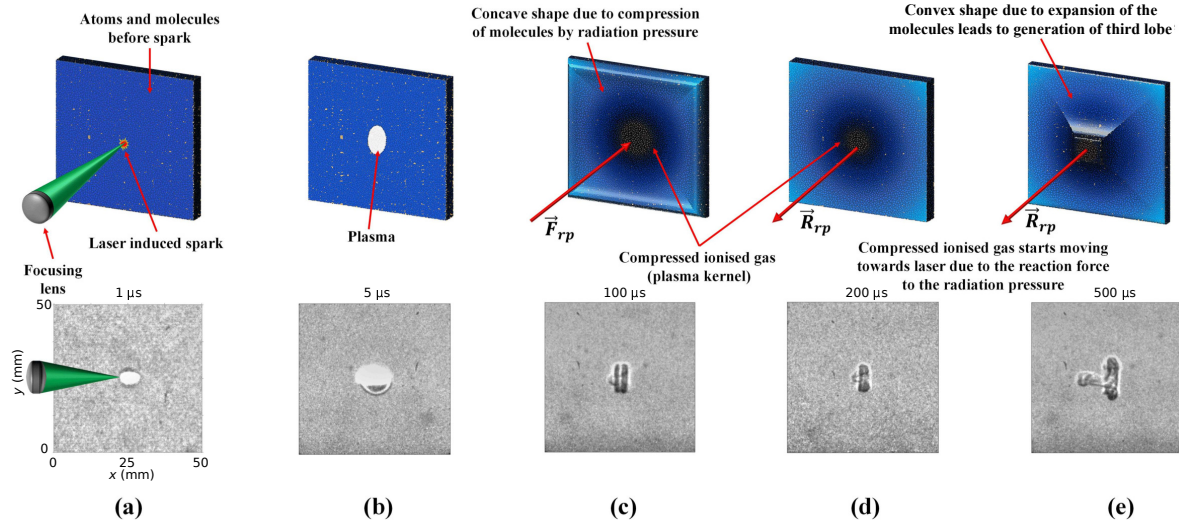 Atoms and molecules
before spark
Laser induced spark
Focusing
lens
Plasma
Concave shape due to compression
of molecules by radiation pressure
F⃗rp
Compressed ionised gas
(plasma kernel)
R⃗rp
Convex shape due to expansion of the
molecules leads to generation of third lobe
R⃗rp
Compressed ionised gas starts moving
towards laser due to the reaction force
to the radiation pressure
1 µs
5 µs
100 µs
200 µs
500 µs
50
y (mm)
0
0
25
50
x (mm)
(a)
(b)
(c)
(d)
(e)